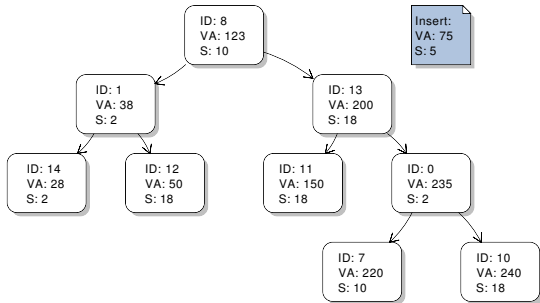 ID: 8
VA: 123
S: 10
Insert:
VA: 75
S: 5
ID: 1
VA: 38
S: 2
ID: 13
VA: 200
S: 18
ID: 14
VA: 28
S: 2
ID: 12
VA: 50
S: 18
ID: 11
VA: 150
S: 18
ID: 0
VA: 235
S: 2
ID: 7
VA: 220
S: 10
ID: 10
VA: 240
S: 18